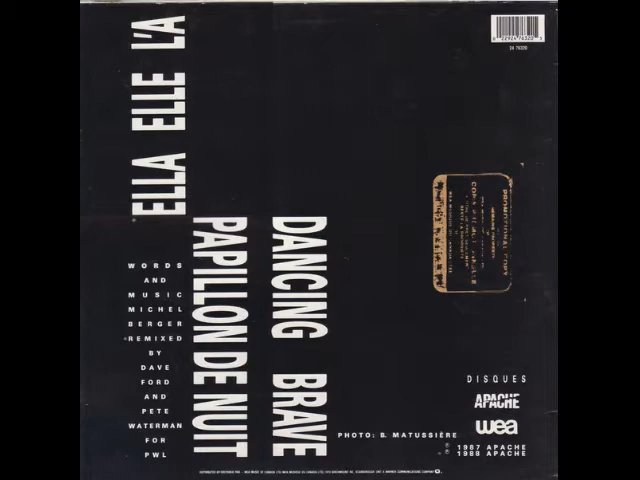 ELLA ELLE L'A
PAPILLON DE NUIT
DANCING BRAVE
WORDS
AND
MUSIC
MICHEL
BERGER
*REMIXED
BY
DAVE
FORD
AND
PETE
WATERMAN
FOR
PWL
PROMOTIONAL COPY
PHOTO: B. MATUSSIÈRE
DISQUES
APACHE
wea
℗ 1987 APACHE
© 1988 APACHE